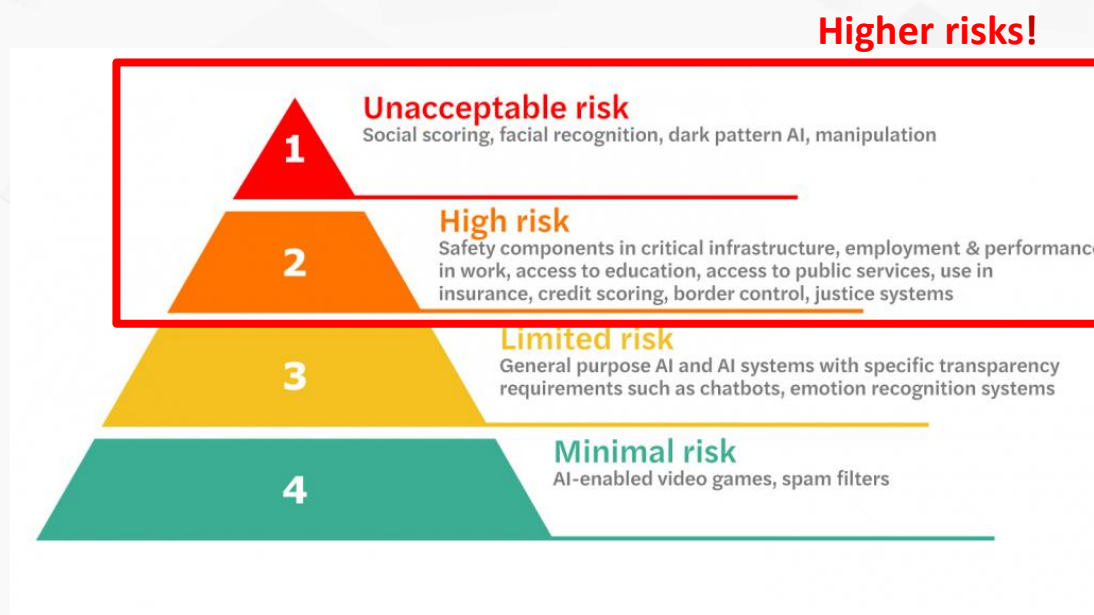 Higher risks!
1
Unacceptable risk
Social scoring, facial recognition, dark pattern AI, manipulation
2
High risk
Safety components in critical infrastructure, employment & performance
in work, access to education, access to public services, use in
insurance, credit scoring, border control, justice systems
3
Limited risk
General purpose AI and AI systems with specific transparency
requirements such as chatbots, emotion recognition systems
4
Minimal risk
AI-enabled video games, spam filters